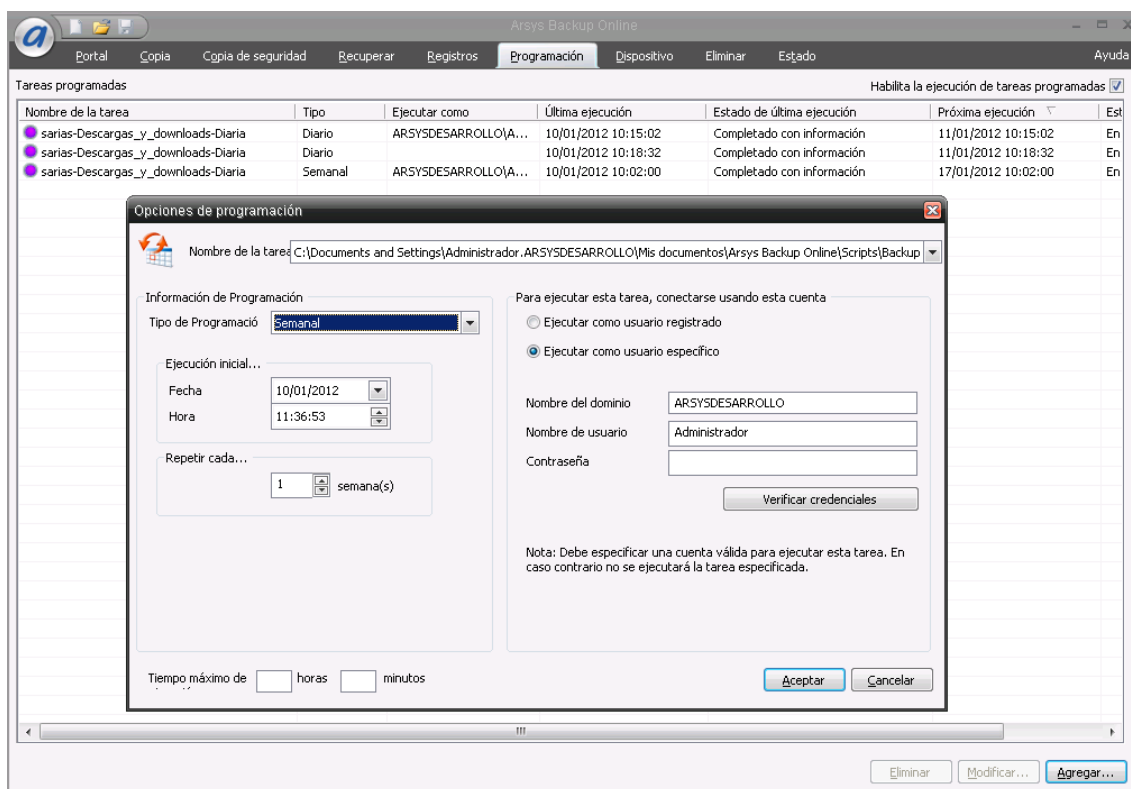 Arsys Backup Online
Portal Copia Copia de seguridad Recuperar Registros Programación Dispositivo Eliminar Estado Ayuda
Tareas programadas Habilita la ejecución de tareas programadas
Nombre de la tarea Tipo Ejecutar como Última ejecución Estado de última ejecución Próxima ejecución Est
sarias-Descargas_y_downloads-Diaria Diario ARSYSDESARROLLO\A... 10/01/2012 10:15:02 Completado con información 11/01/2012 10:15:02 En
sarias-Descargas_y_downloads-Diaria Diario 10/01/2012 10:18:32 Completado con información 11/01/2012 10:18:32 En
sarias-Descargas_y_downloads-Diaria Semanal ARSYSDESARROLLO\A... 10/01/2012 10:02:00 Completado con información 17/01/2012 10:02:00 En
Opciones de programación
Nombre de la tarea C:\Documents and Settings\Administrador.ARSYSDESARROLLO\Mis documentos\Arsys Backup Online\Scripts\Backup
Información de Programación
Tipo de Programació Semanal
Ejecución inicial...
Fecha 10/01/2012
Hora 11:36:53
Repetir cada...
1 semana(s)
Para ejecutar esta tarea, conectarse usando esta cuenta
Ejecutar como usuario registrado
Ejecutar como usuario específico
Nombre del dominio ARSYSDESARROLLO
Nombre de usuario Administrador
Contraseña
Verificar credenciales
Nota: Debe especificar una cuenta válida para ejecutar esta tarea. En
caso contrario no se ejecutará la tarea especificada.
Tiempo máximo de horas minutos
Aceptar Cancelar
Eliminar Modificar... Agregar...